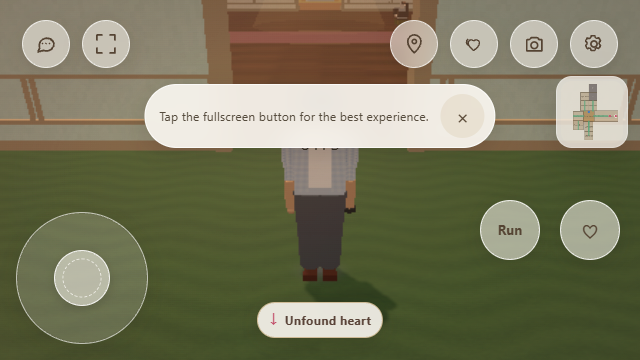 Tap the fullscreen button for the best experience.
Run
Unfound heart